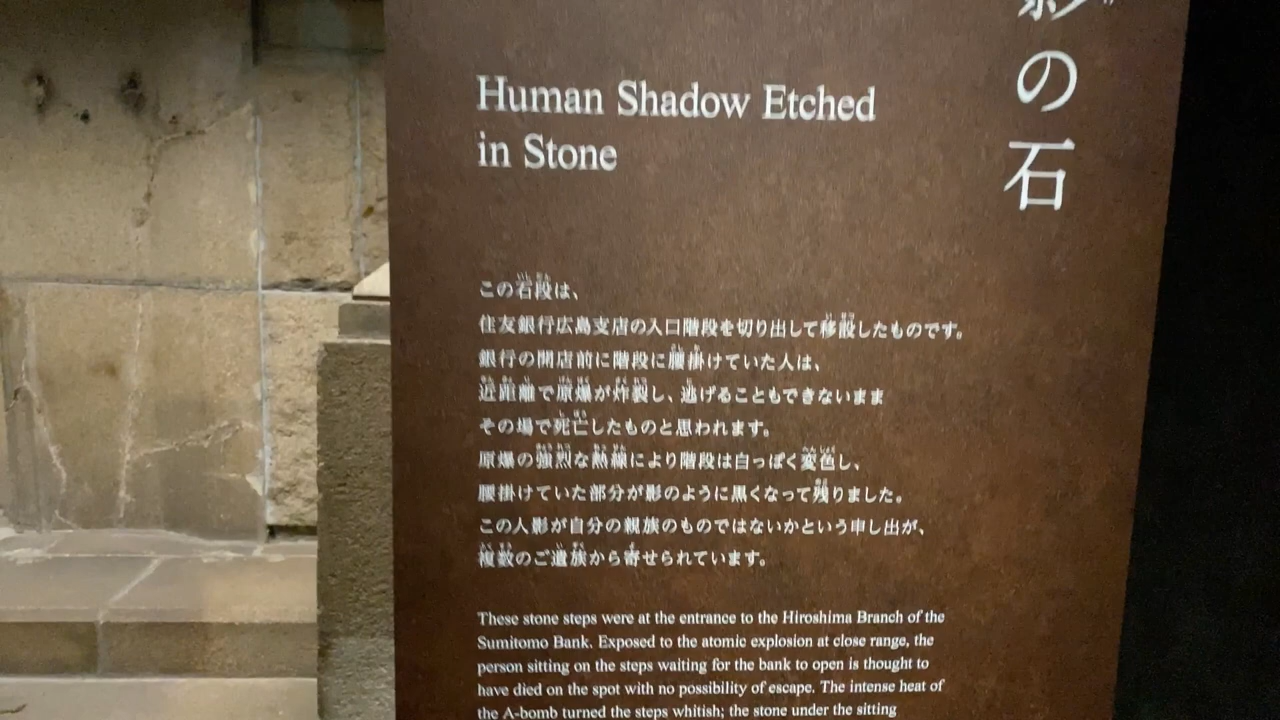 の石
Human Shadow Etched
in Stone
この石段は、
住友銀行広島支店の入口階段を切り出して移設したものです。
銀行の開店前に階段に腰掛けていた人は、
近距離で原爆が炸裂し、逃げることもできないまま
その場で死亡したものと思われます。
原爆の強烈な熱線により階段は白っぽく変色し、
腰掛けていた部分が影のように黒くなって残りました。
この人影が自分の親族のものではないかという申し出が、
複数のご遺族から寄せられています。
These stone steps were at the entrance to the Hiroshima Branch of the
Sumitomo Bank. Exposed to the atomic explosion at close range, the
person sitting on the steps waiting for the bank to open is thought to
have died on the spot with no possibility of escape. The intense heat of
the A-bomb turned the steps whitish; the stone under the sitting